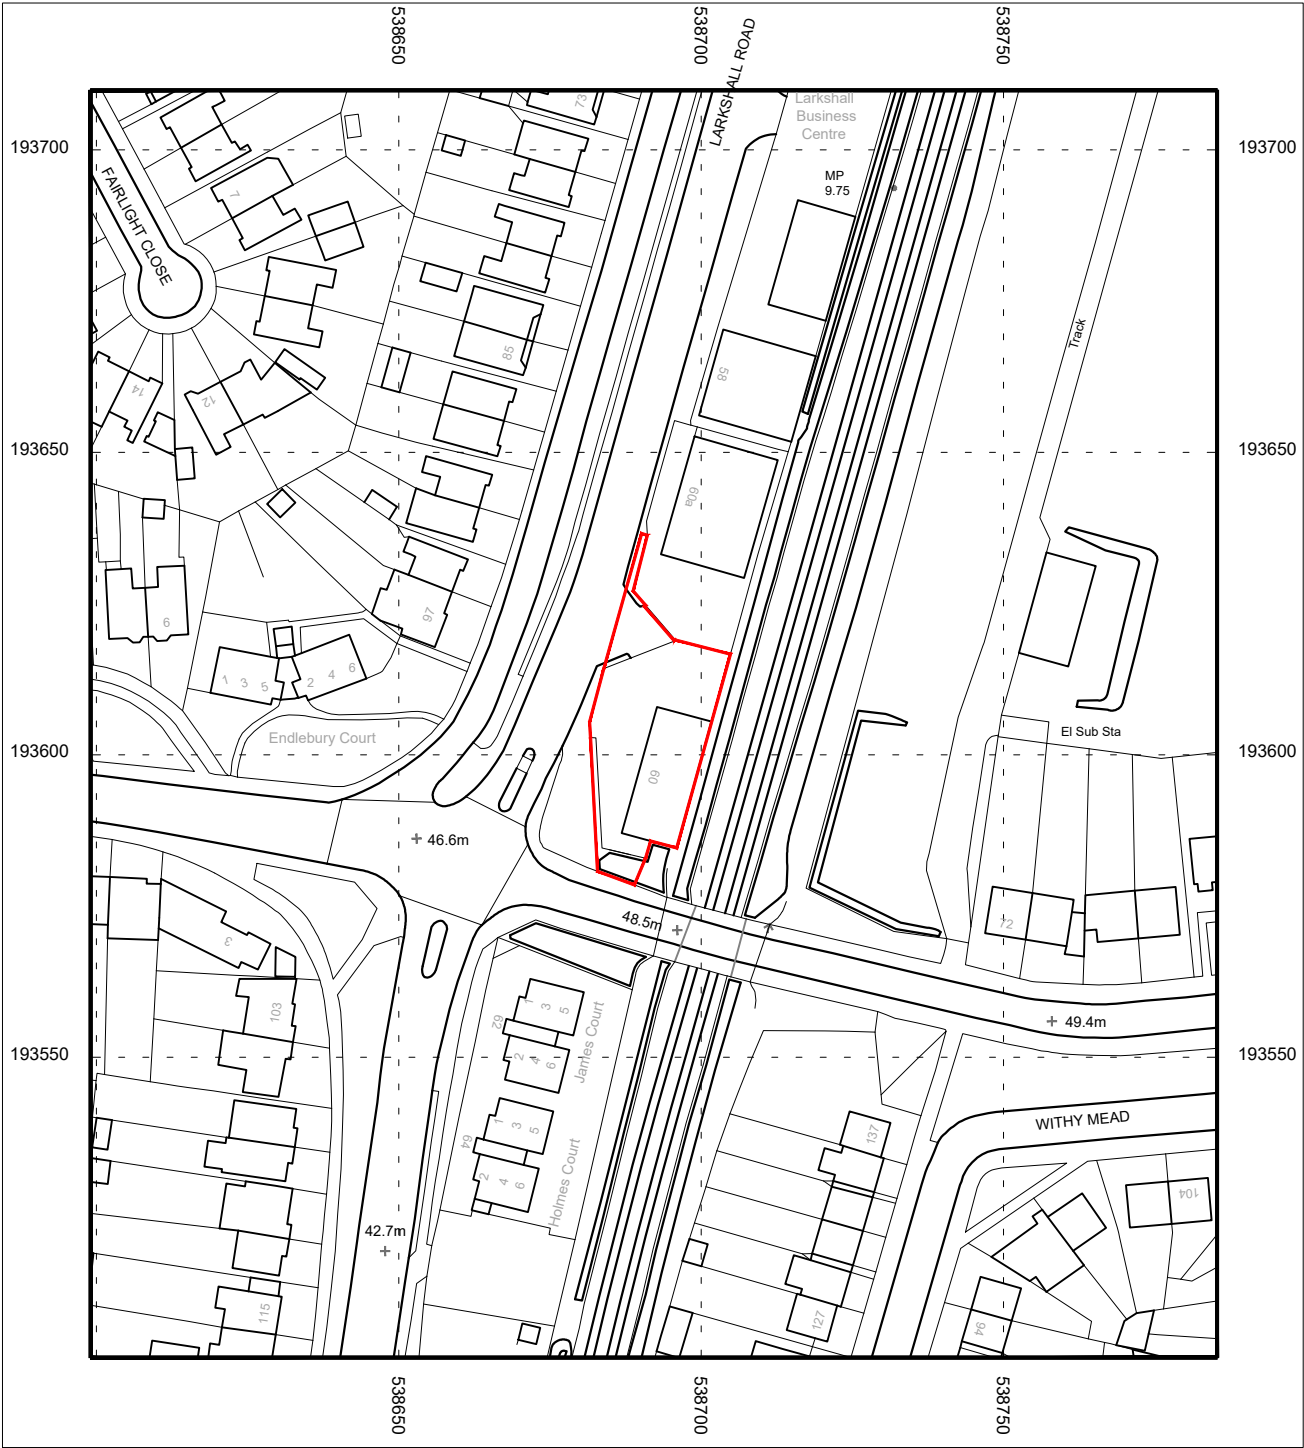 538650
538700
538750
LARKSHALL ROAD
73
Larkshall
Business
Centre
193700
193700
MP
9.75
7
FAIRLIGHT CLOSE
Track
85
58
14
12
193650
193650
60a
97
6
1 3 5
2 4 6
Endlebury Court
El Sub Sta
193600
193600
60
46.6m
48.5m
72
3
49.4m
103
62
1 3 5
2 4 6
James Court
193550
193550
WITHY MEAD
137
64
1 3 5
2 4 6
Holmes Court
104
42.7m
115
127
94
538650
538700
538750